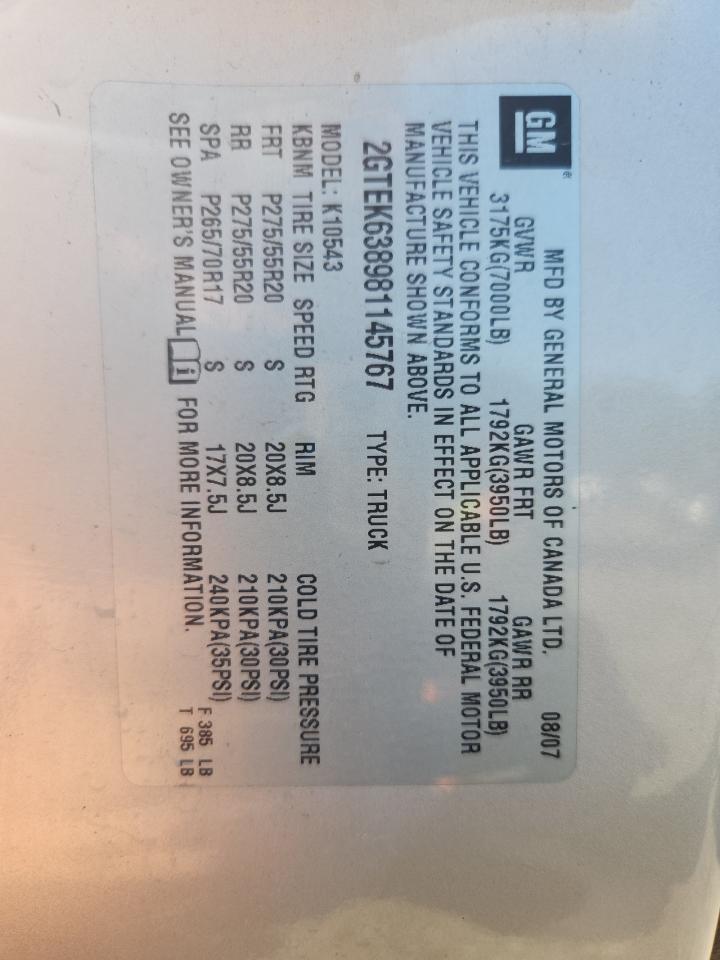 GM®
MFD BY GENERAL MOTORS OF CANADA LTD. 08/07
GVWR GAWR FRT GAWR RR
3175KG(7000LB) 1792KG(3950LB) 1792KG(3950LB)
THIS VEHICLE CONFORMS TO ALL APPLICABLE U.S. FEDERAL MOTOR
VEHICLE SAFETY STANDARDS IN EFFECT ON THE DATE OF
MANUFACTURE SHOWN ABOVE.
2GTEK638981145767 TYPE: TRUCK
MODEL: K10543
KBNM TIRE SIZE SPEED RTG RIM COLD TIRE PRESSURE
FRT P275/55R20 S 20X8.5J 210KPA(30PSI)
RR P275/55R20 S 20X8.5J 210KPA(30PSI)
SPA P265/70R17 S 17X7.5J 240KPA(35PSI) F 385 LB
SEE OWNER'S MANUAL i FOR MORE INFORMATION. T 695 LB